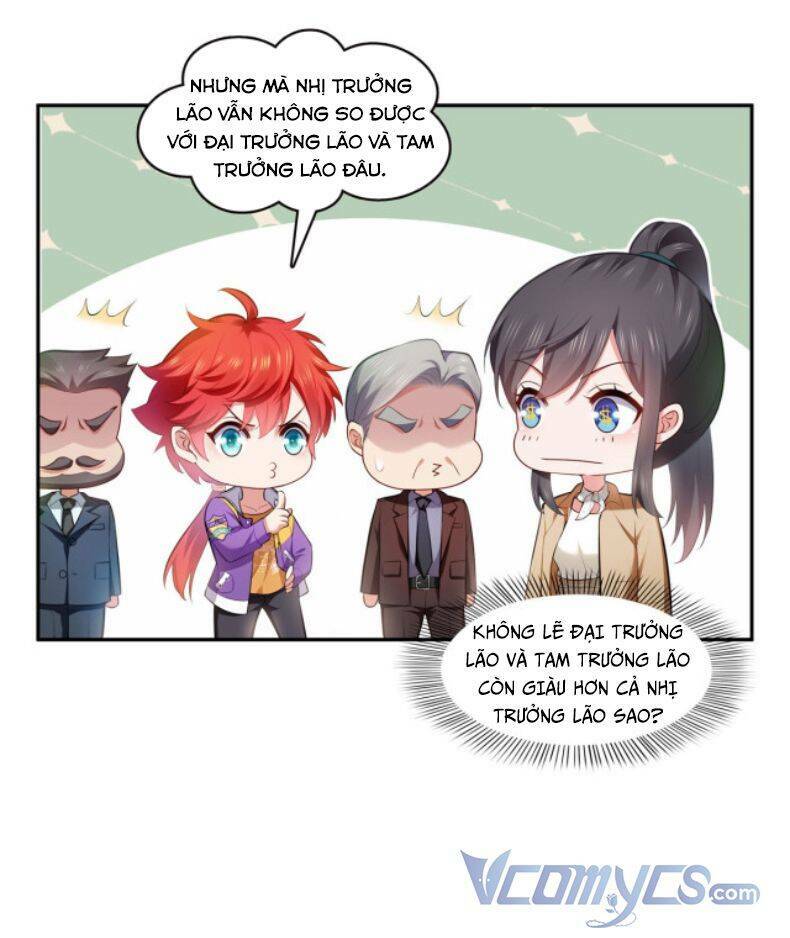 NHƯNG MÀ NHỊ TRƯỞNG
LÃO VẪN KHÔNG SO ĐƯỢC
VỚI ĐẠI TRƯỞNG LÃO VÀ TAM
TRƯỞNG LÃO ĐÂU.
KHÔNG LẼ ĐẠI TRƯỞNG
LÃO VÀ TAM TRƯỞNG LÃO
CÒN GIÀU HƠN CẢ NHỊ
TRƯỞNG LÃO SAO?
VCOMYCS.com